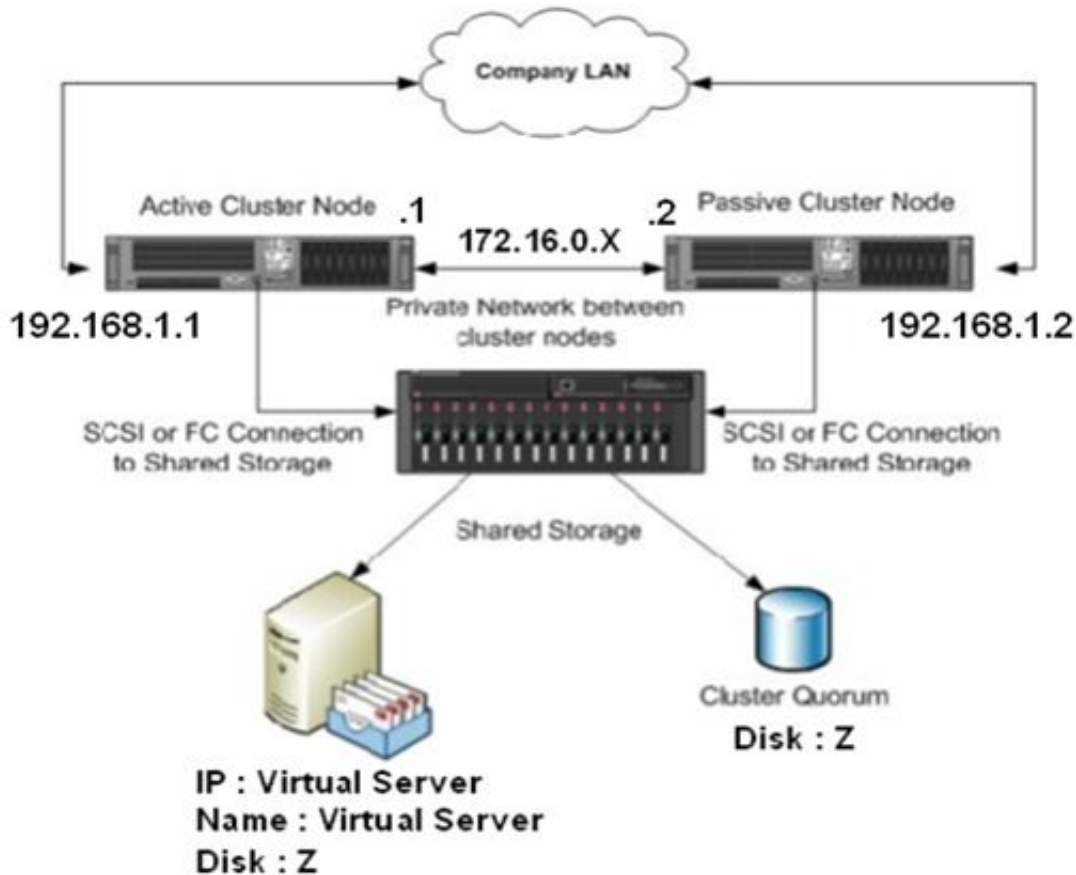 Company LAN
Active Cluster Node
.1
172.16.0.X
.2
Passive Cluster Node
192.168.1.1
Private Network between
cluster nodes
192.168.1.2
SCSI or FC Connection
to Shared Storage
SCSI or FC Connection
to Shared Storage
Shared Storage
Cluster Quorum
Disk : Z
IP : Virtual Server
Name : Virtual Server
Disk : Z